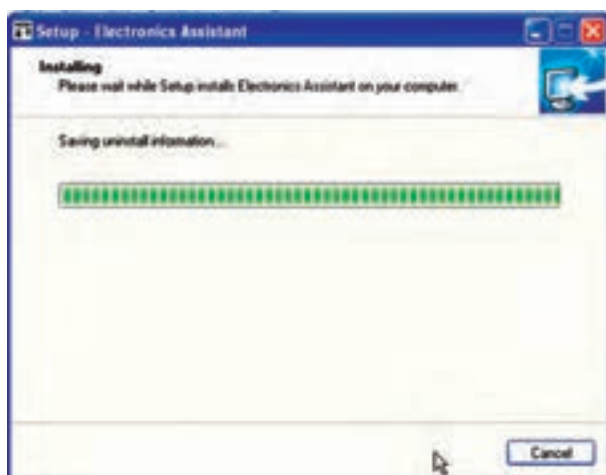 Setup - Electronics Assistant
Installing
Please wait while Setup installs Electronics Assistant on your computer.
Saving uninstall information...
Cancel